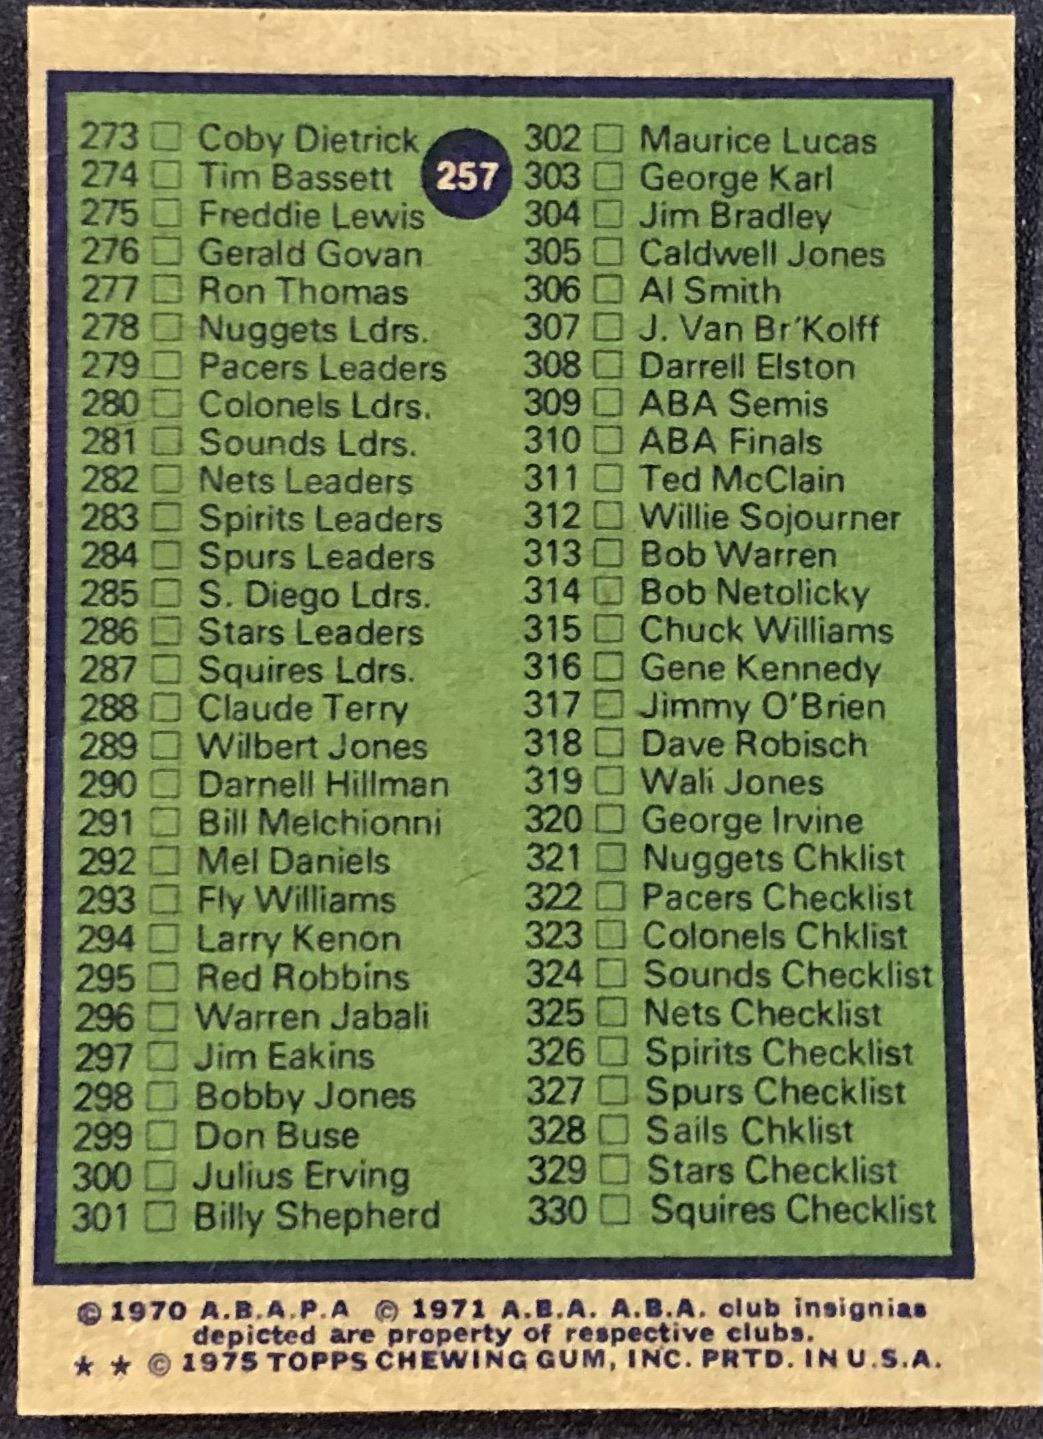 257
273 Coby Dietrick
274 Tim Bassett
275 Freddie Lewis
276 Gerald Govan
277 Ron Thomas
278 Nuggets Ldrs.
279 Pacers Leaders
280 Colonels Ldrs.
281 Sounds Ldrs.
282 Nets Leaders
283 Spirits Leaders
284 Spurs Leaders
285 S. Diego Ldrs.
286 Stars Leaders
287 Squires Ldrs.
288 Claude Terry
289 Wilbert Jones
290 Darnell Hillman
291 Bill Melchionni
292 Mel Daniels
293 Fly Williams
294 Larry Kenon
295 Red Robbins
296 Warren Jabali
297 Jim Eakins
298 Bobby Jones
299 Don Buse
300 Julius Erving
301 Billy Shepherd
302 Maurice Lucas
303 George Karl
304 Jim Bradley
305 Caldwell Jones
306 Al Smith
307 J. Van Br'Kolff
308 Darrell Elston
309 ABA Semis
310 ABA Finals
311 Ted McClain
312 Willie Sojourner
313 Bob Warren
314 Bob Netolicky
315 Chuck Williams
316 Gene Kennedy
317 Jimmy O'Brien
318 Dave Robisch
319 Wali Jones
320 George Irvine
321 Nuggets Chklist
322 Pacers Checklist
323 Colonels Chklist
324 Sounds Checklist
325 Nets Checklist
326 Spirits Checklist
327 Spurs Checklist
328 Sails Chklist
329 Stars Checklist
330 Squires Checklist
© 1970 A.B.A.P.A © 1971 A.B.A. A.B.A. club insignias
depicted are property of respective clubs.
★ ★ © 1975 TOPPS CHEWING GUM, INC. PRTD. IN U.S.A.